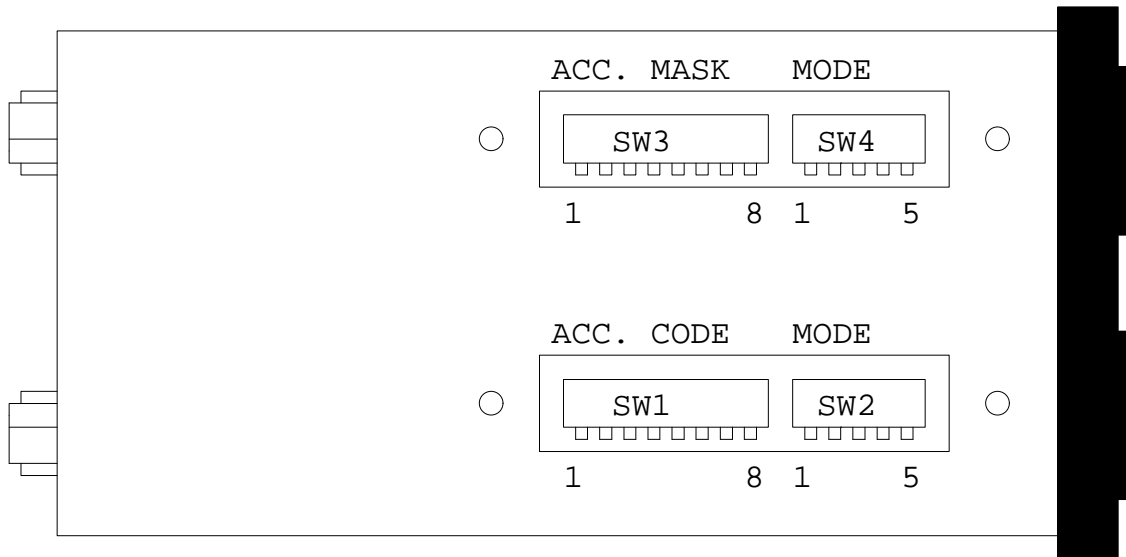 ACC. MASK MODE
SW3 SW4
1 8 1 5
ACC. CODE MODE
SW1 SW2
1 8 1 5